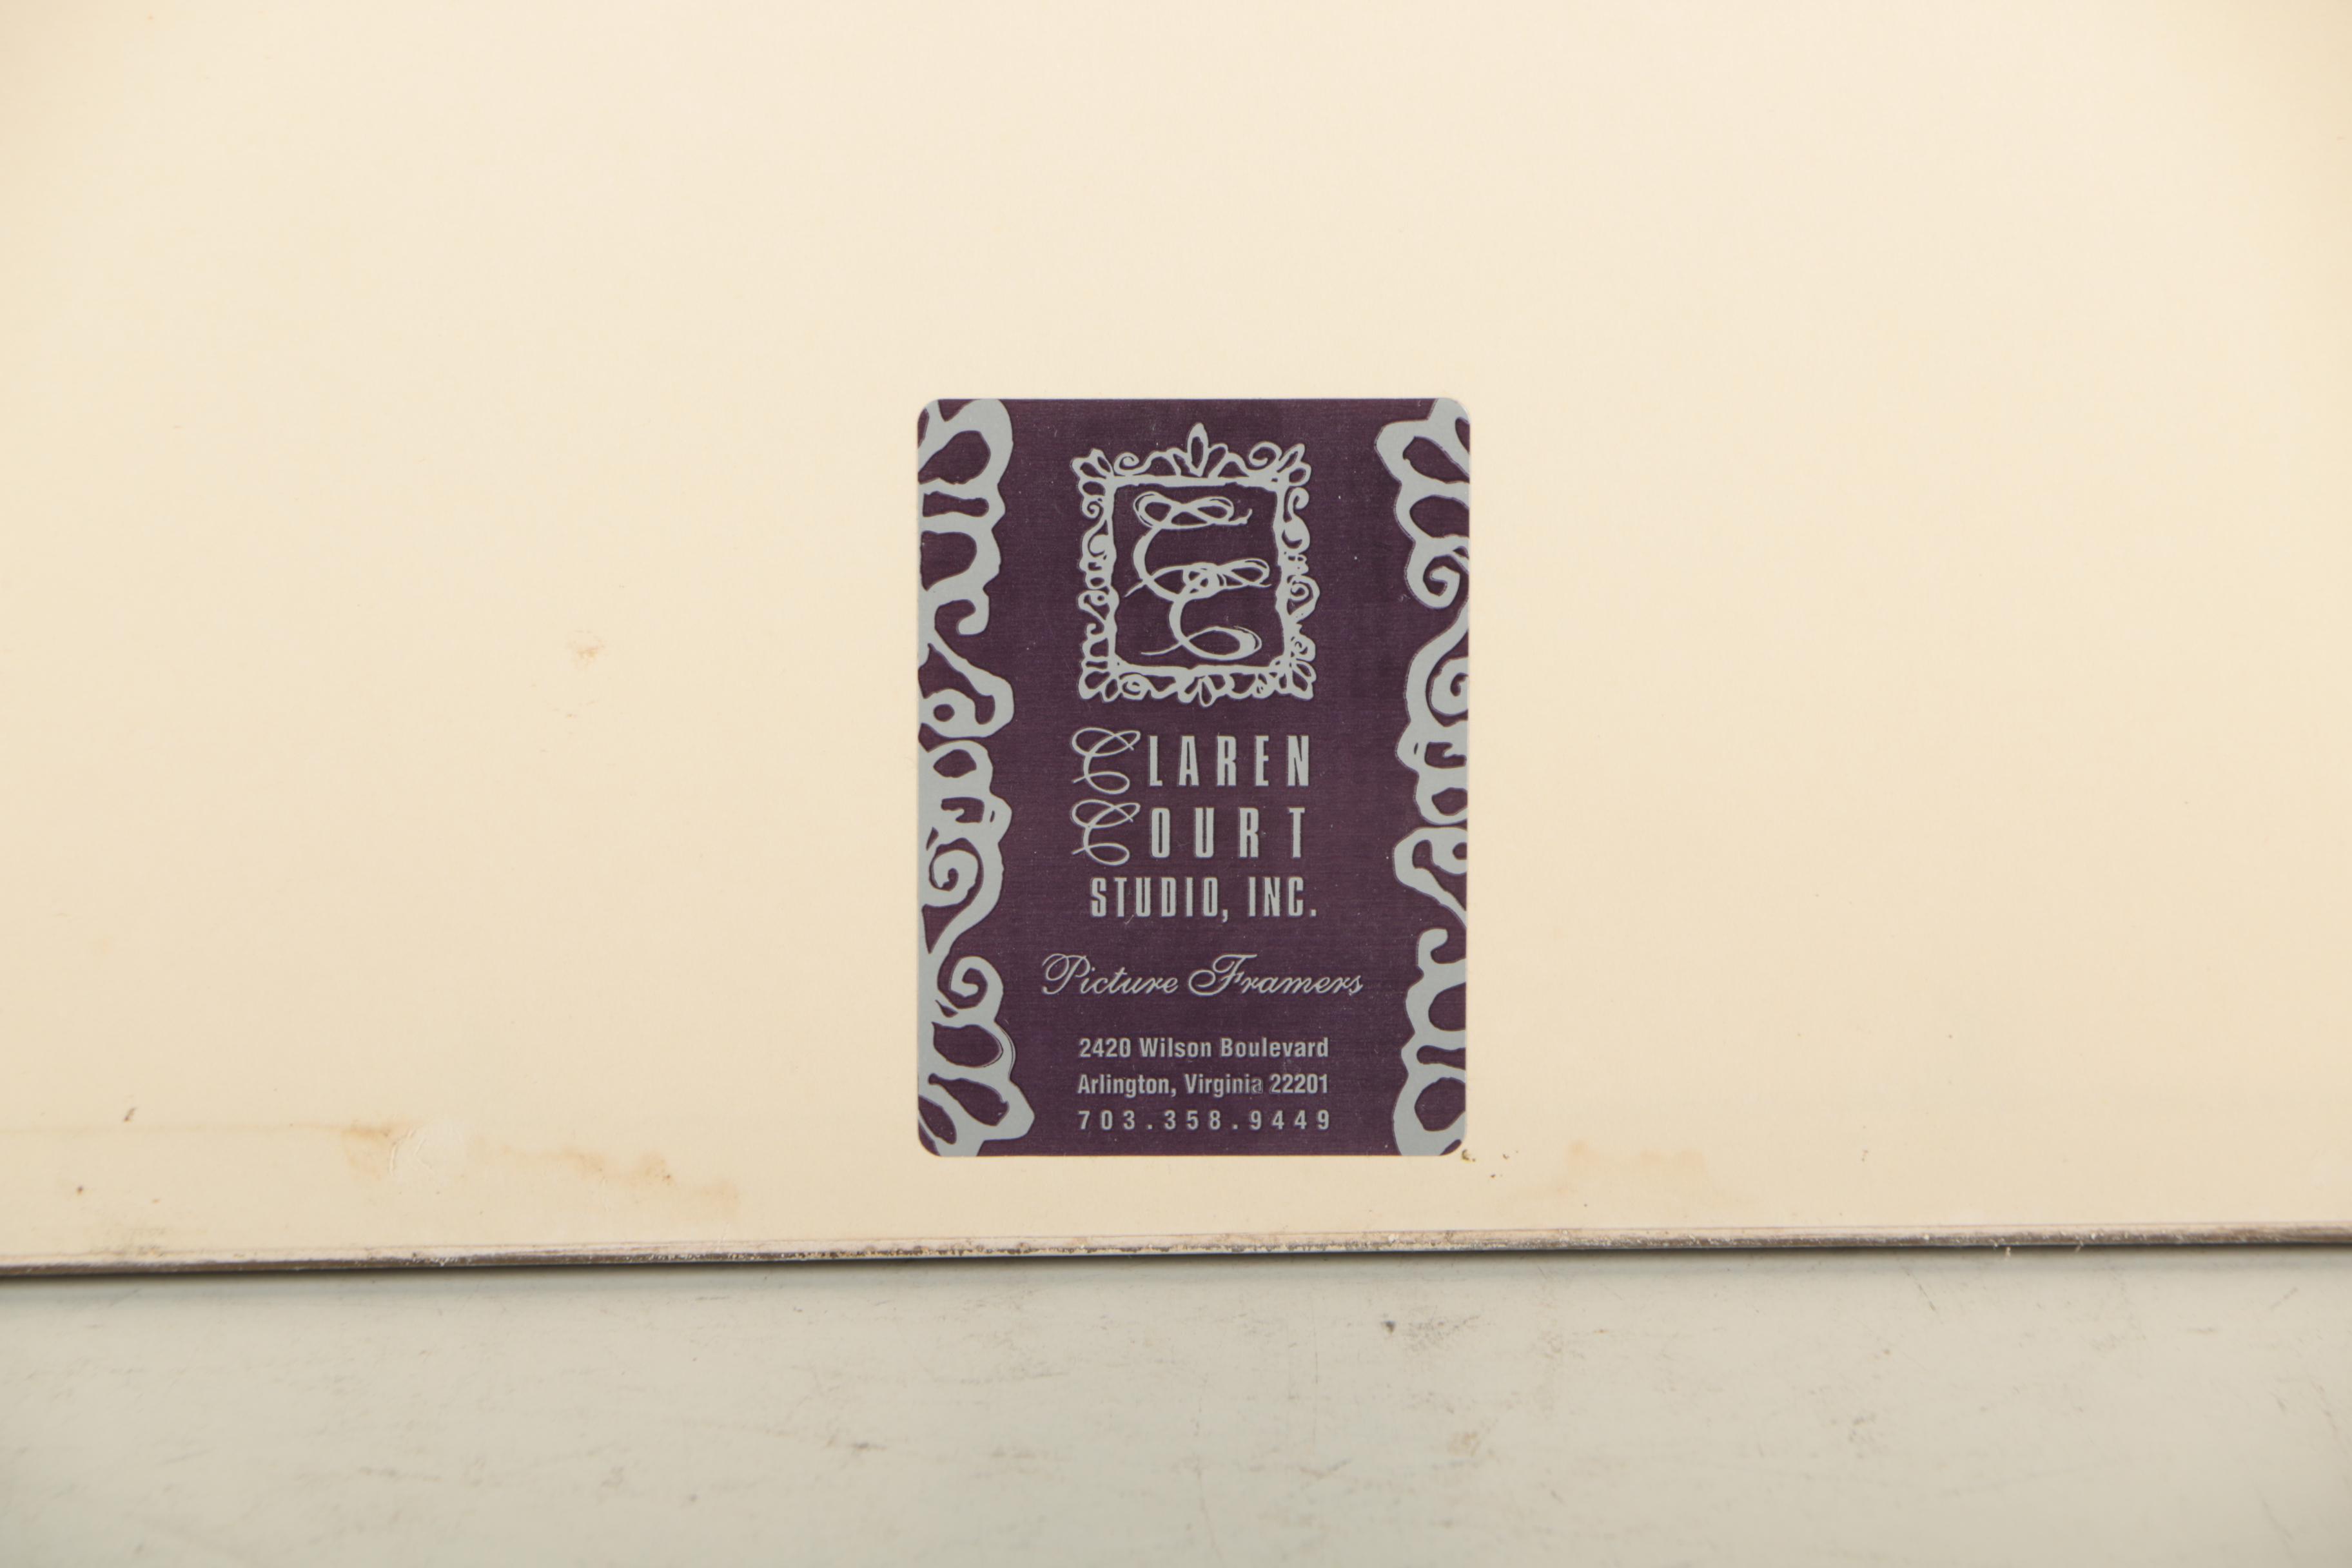 CLAREN
COURT
STUDIO, INC.
Picture Framers
2420 Wilson Boulevard
Arlington, Virginia 22201
703.358.9449